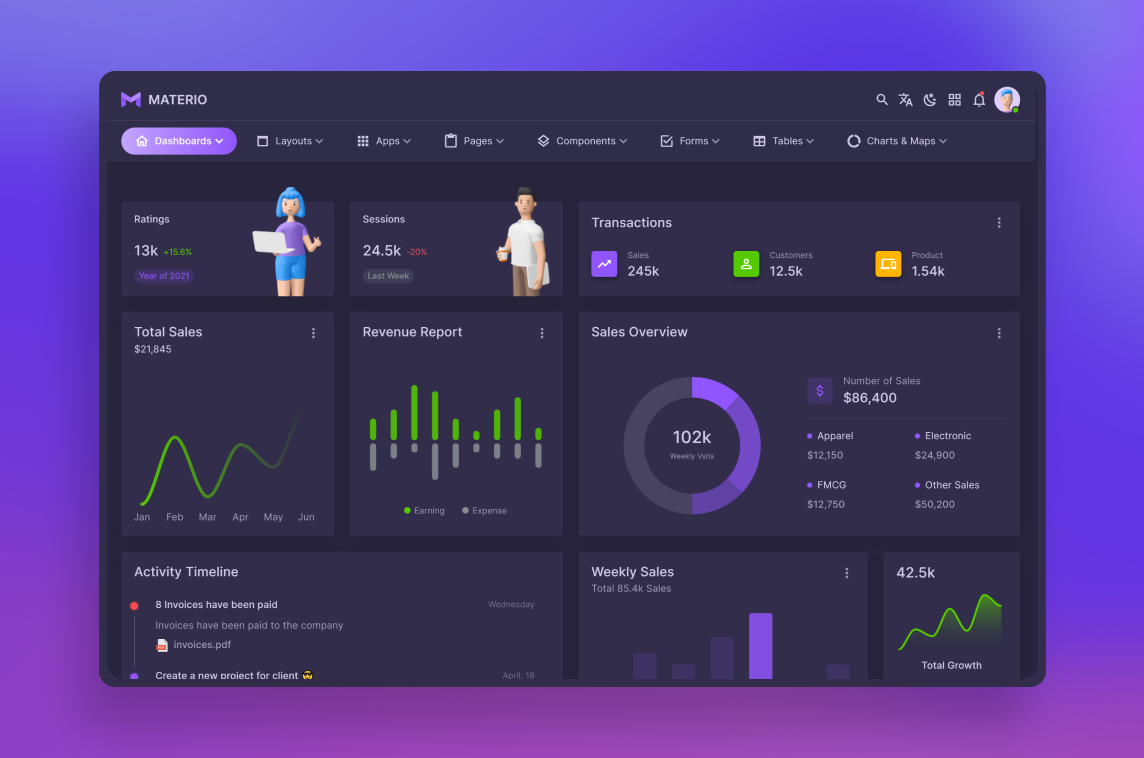 MATERIO
Dashboards
Layouts
Apps
Pages
Components
Forms
Tables
Charts & Maps
Ratings
13k +15.6%
Year of 2021
Sessions
24.5k -20%
Last Week
Transactions
Sales
245k
Customers
12.5k
Product
1.54k
Total Sales
$21,845
Jan Feb Mar Apr May Jun
Revenue Report
Earning Expense
Sales Overview
102k
Weekly Vsits
$
Number of Sales
$86,400
Apparel
$12,150
Electronic
$24,900
FMCG
$12,750
Other Sales
$50,200
Activity Timeline
8 Invoices have been paid
Wednesday
Invoices have been paid to the company
PDF
invoices.pdf
Create a new project for client 😎
April, 18
Weekly Sales
Total 85.4k Sales
42.5k
Total Growth